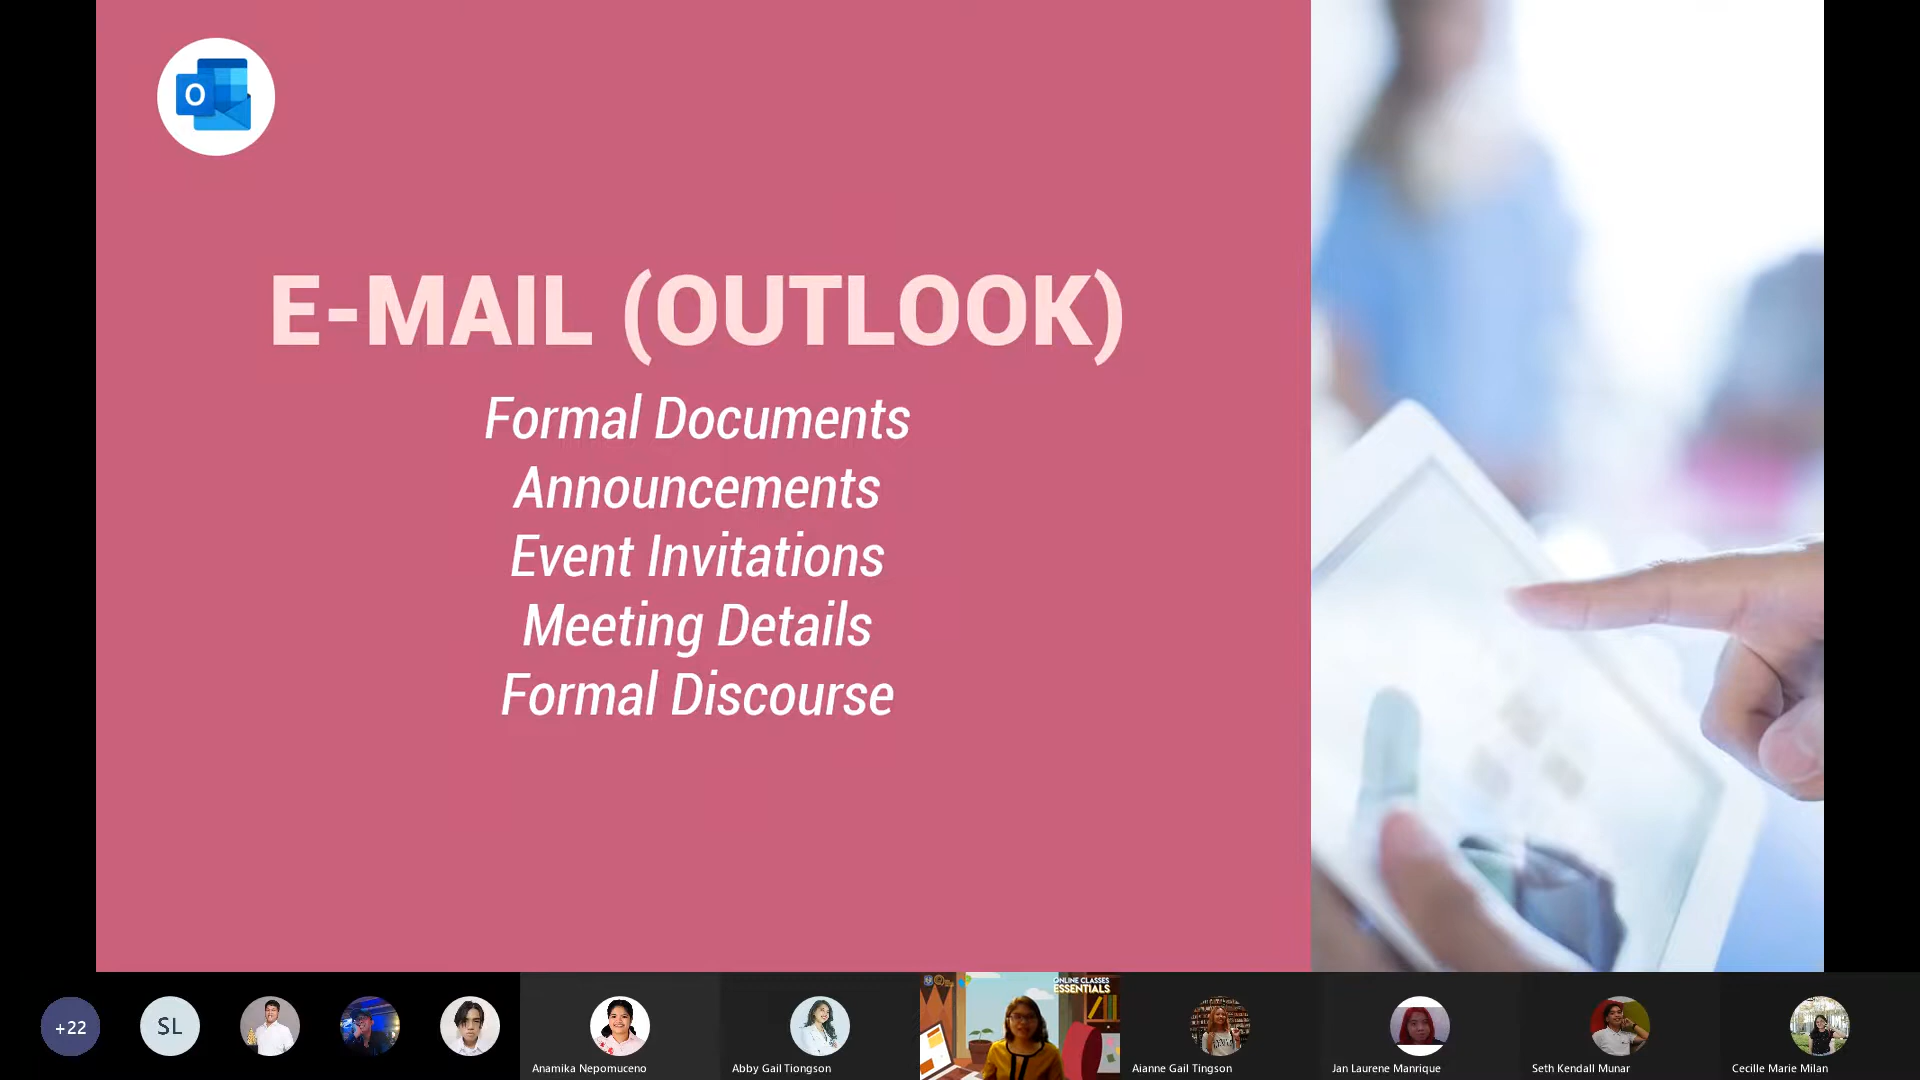 O
E-MAIL (OUTLOOK)
Formal Documents
Announcements
Event Invitations
Meeting Details
Formal Discourse
+22
SL
Anamika Nepomuceno
Abby Gail Tiongson
ONLINE CLASSES
ESSENTIALS
Aianne Gail Tingson
Jan Laurene Manrique
Seth Kendall Munar
Cecille Marie Milan